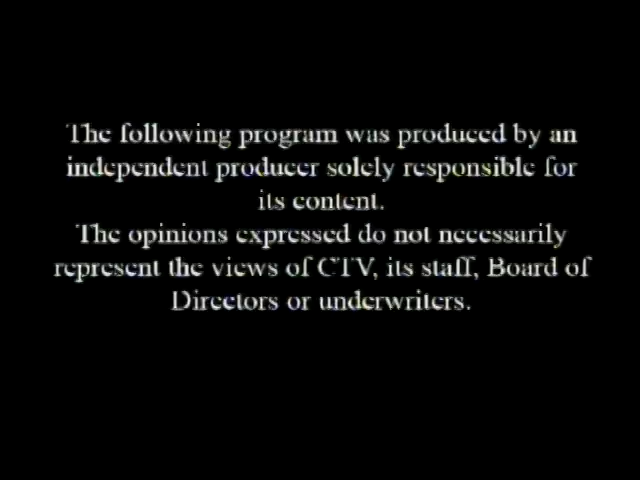 The following program was produced by an
independent producer solely responsible for
its content.
The opinions expressed do not necessarily
represent the views of CTV, its staff, Board of
Directors or underwriters.